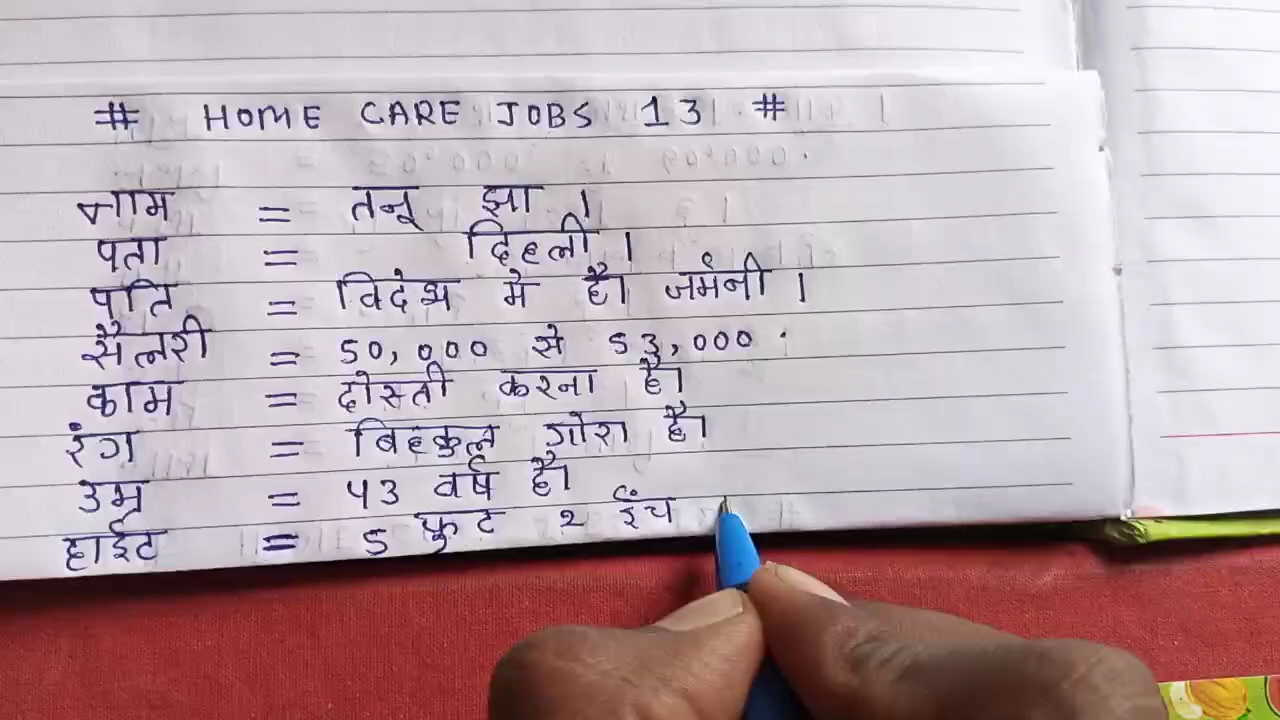 # HOME CARE JOBS 13 #
नाम = तनू झा ।
पता = दिल्ली ।
पति = विदेश मे है। जर्मनी ।
सैलरी = 50,000 से 53,000 .
काम = दोस्ती करना है।
रंग = बिल्कुल गोरा है।
उम्र = 43 वर्ष है।
हाईट = 5 फुट 2 इंच